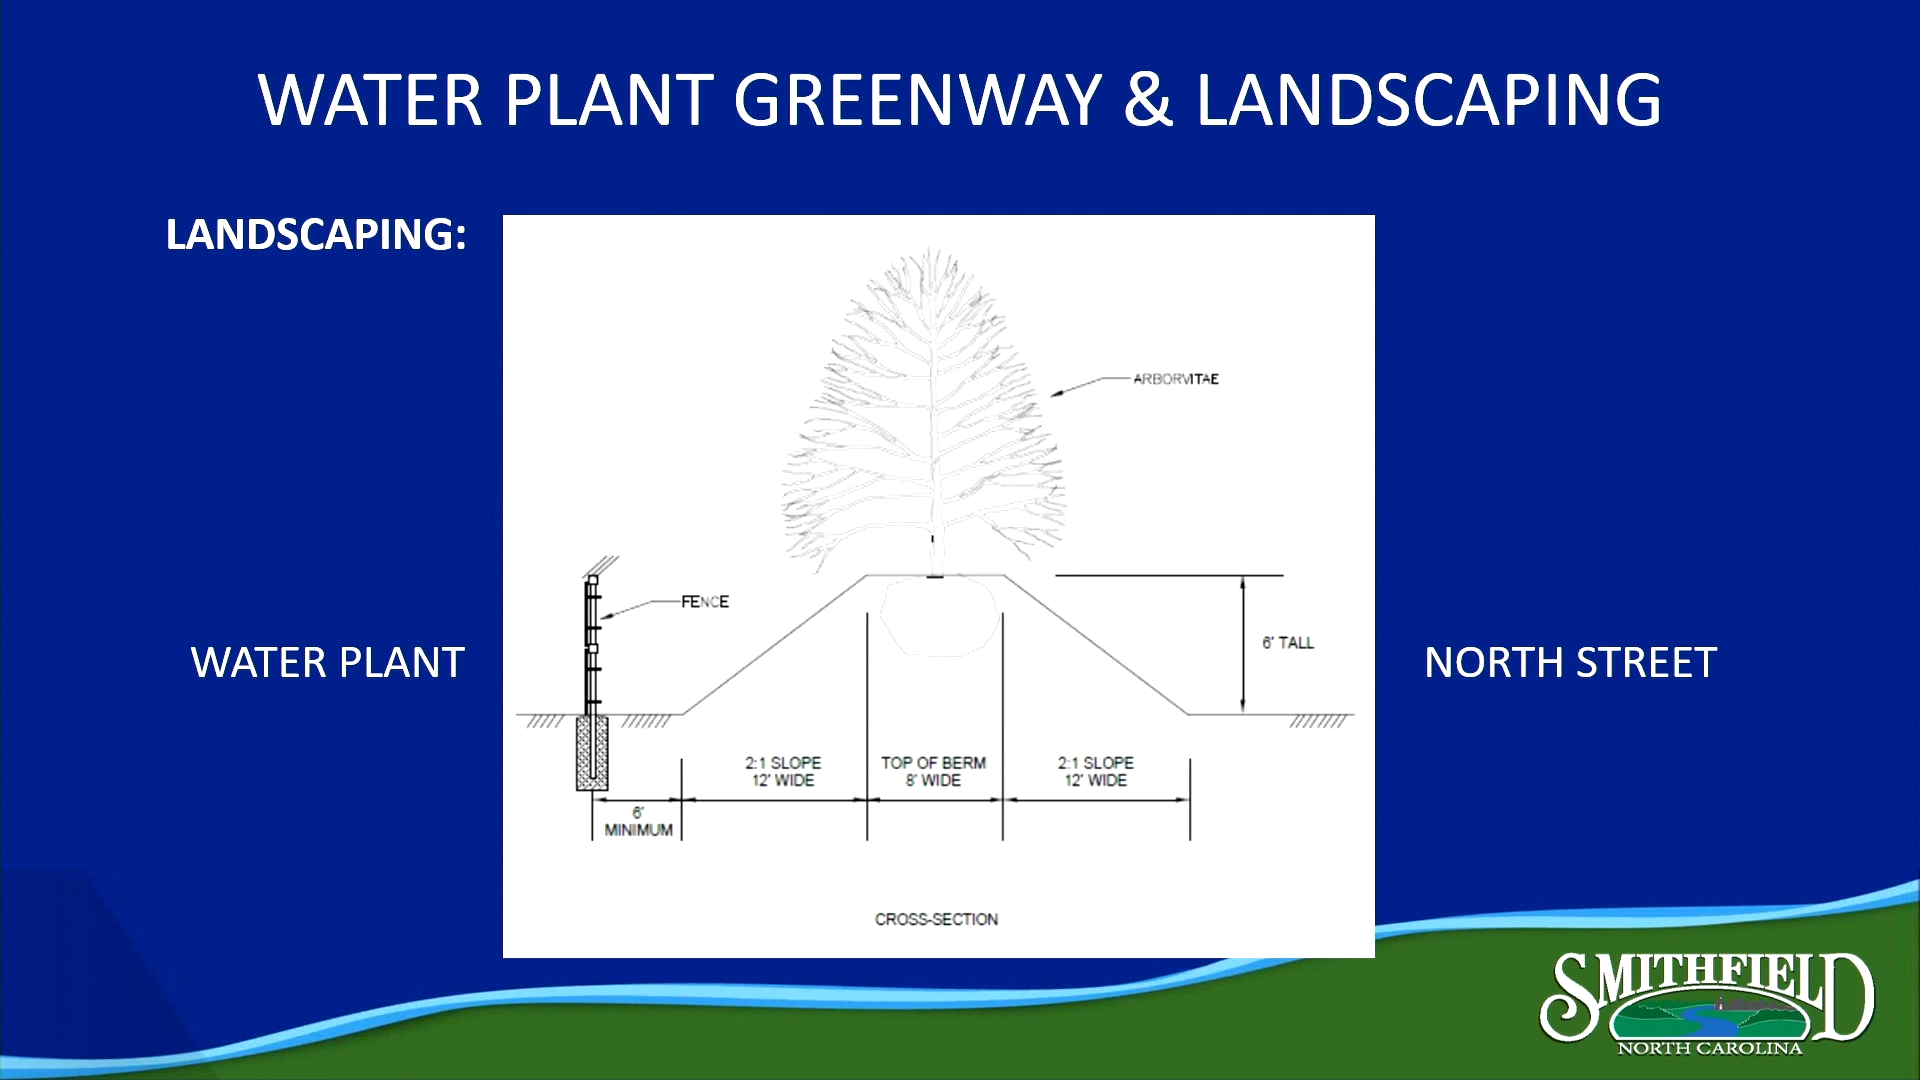 WATER PLANT GREENWAY & LANDSCAPING
LANDSCAPING:
ARBORVITAE
FENCE
6' TALL
WATER PLANT
NORTH STREET
2:1 SLOPE
12' WIDE
TOP OF BERM
8' WIDE
2:1 SLOPE
12' WIDE
6'
MINIMUM
CROSS-SECTION
SMITHFIELD
NORTH CAROLINA